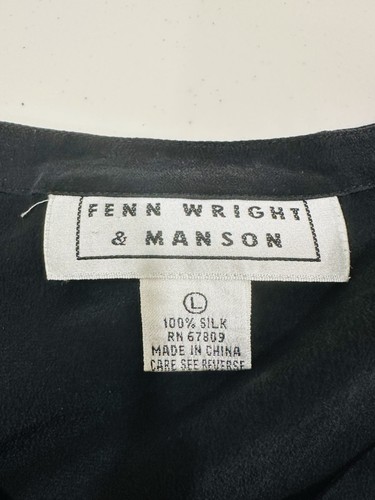 FENN WRIGHT
& MANSON
L
100% SILK
RN 67809
MADE IN CHINA
CARE SEE REVERSE